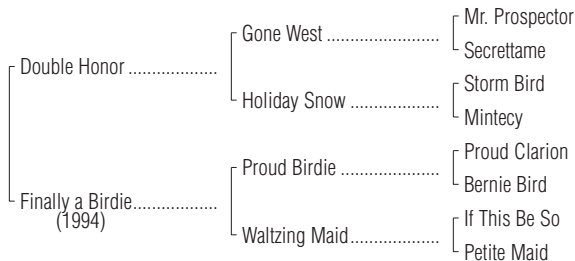 Mr. Prospector
Gone West ........................
Secrettame
Double Honor ...................
Storm Bird
Holiday Snow ...................
Mintecy
Proud Clarion
Proud Birdie .....................
Bernie Bird
Finally a Birdie..................
(1994)
If This Be So
Waltzing Maid...................
Petite Maid